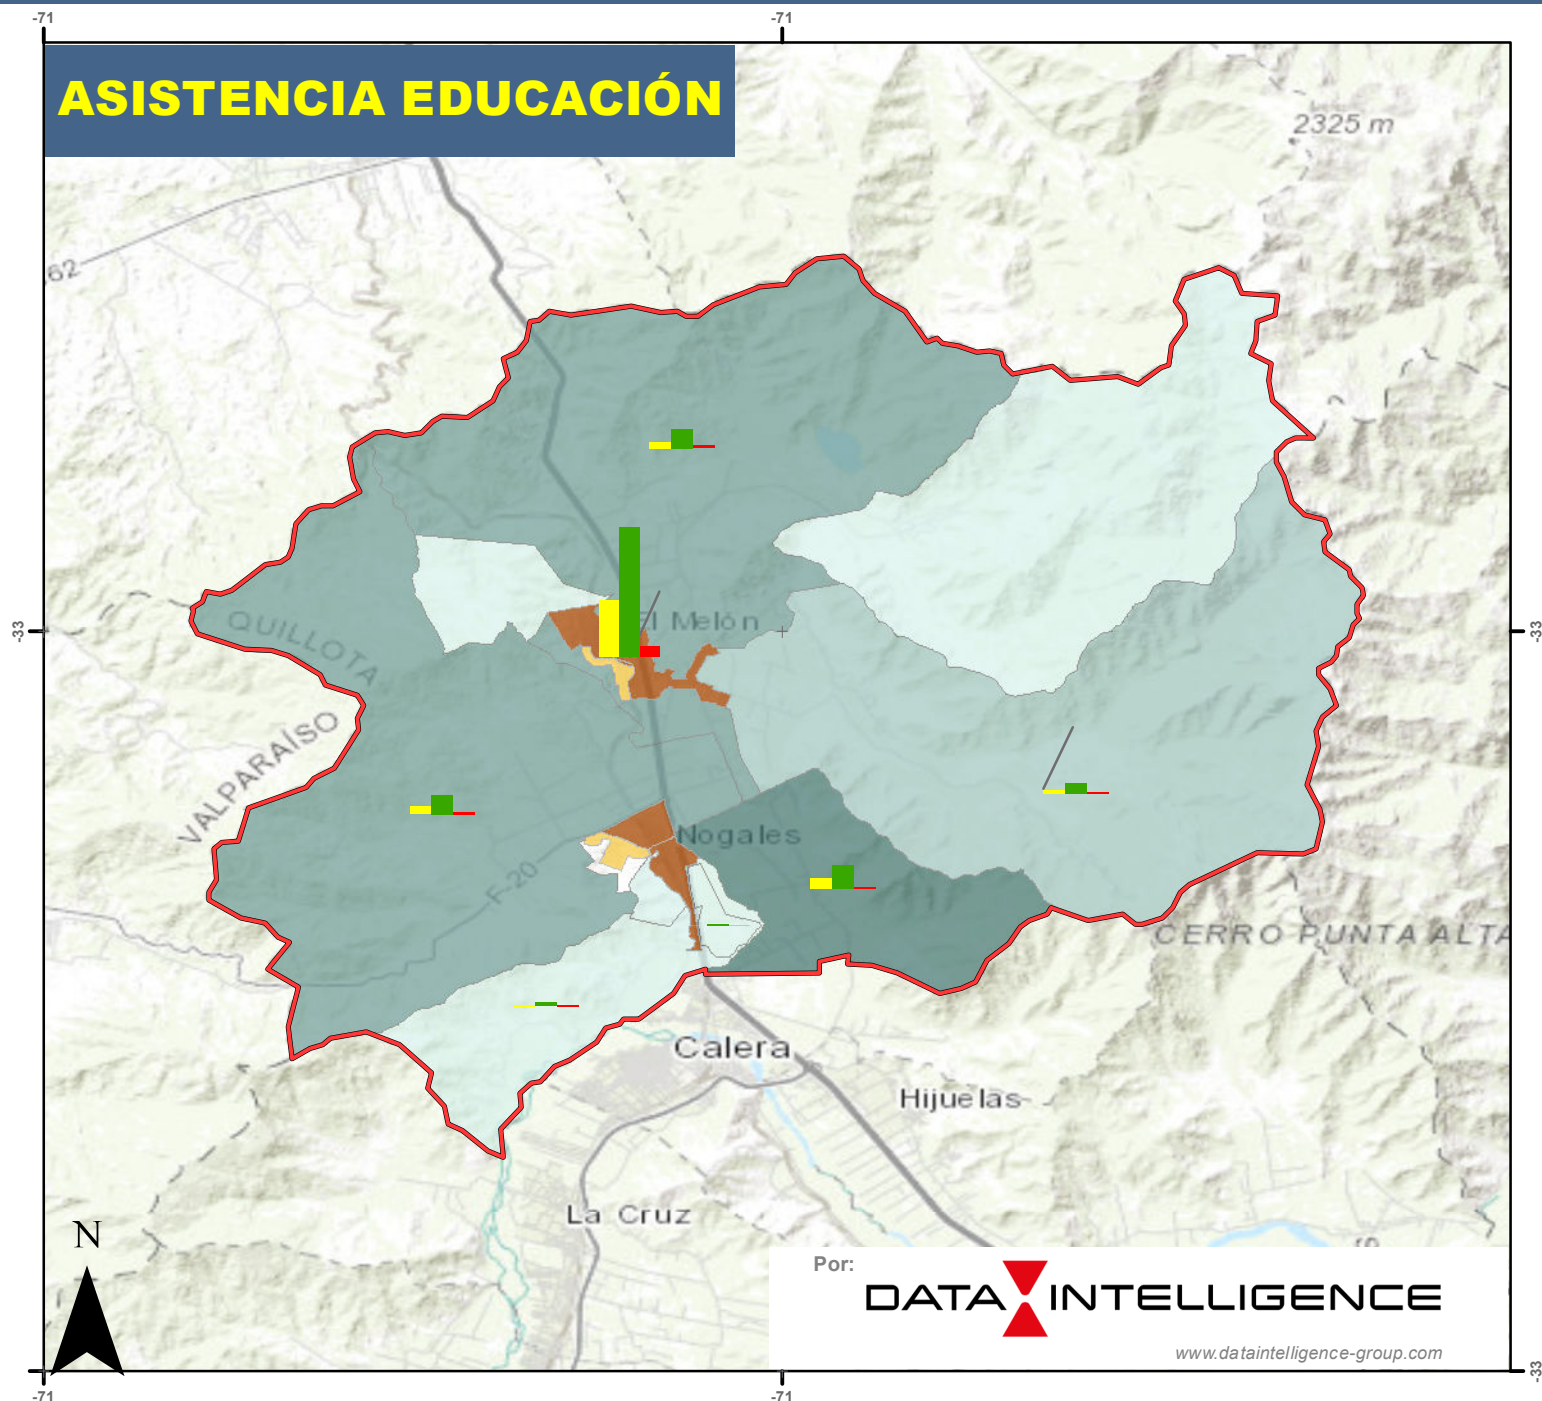 -71
-71
ASISTENCIA EDUCACIÓN
2325 m
62
-33
-33
El Melón
QUILLOTA
VALPARAÍSO
Nogales
F-20
CERRO PUNTA ALTA
Calera
Hijuelas
La Cruz
N
Por:
DATA INTELLIGENCE
www.dataintelligence-group.com
-33
-71
-71